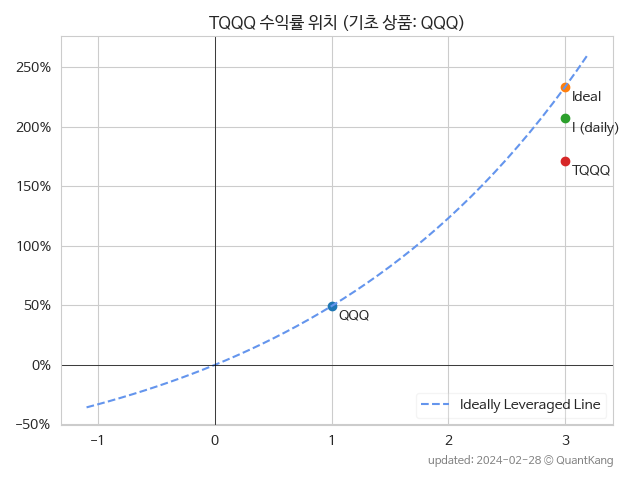 TQQQ 수익률 위치 (기초 상품: QQQ)
250%
200%
150%
100%
50%
0%
−50%
Ideal
I (daily)
TQQQ
QQQ
Ideally Leveraged Line
−1
0
1
2
3
updated: 2024-02-28 © QuantKang